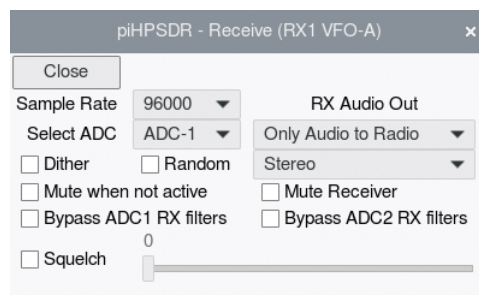 piHPSDR - Receive (RX1 VFO-A) ×
Close
Sample Rate 96000 RX Audio Out
Select ADC ADC-1 Only Audio to Radio
Dither Random Stereo
Mute when not active Mute Receiver
Bypass ADC1 RX filters Bypass ADC2 RX filters
0
Squelch